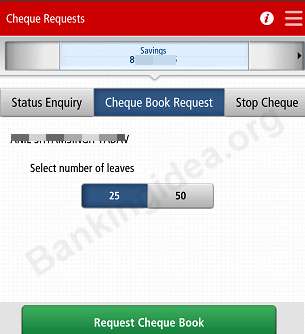 Cheque Requests
Savings
8
Status Enquiry
Cheque Book Request
Stop Cheque
Select number of leaves
25
50
Request Cheque Book
Bankingidea.org